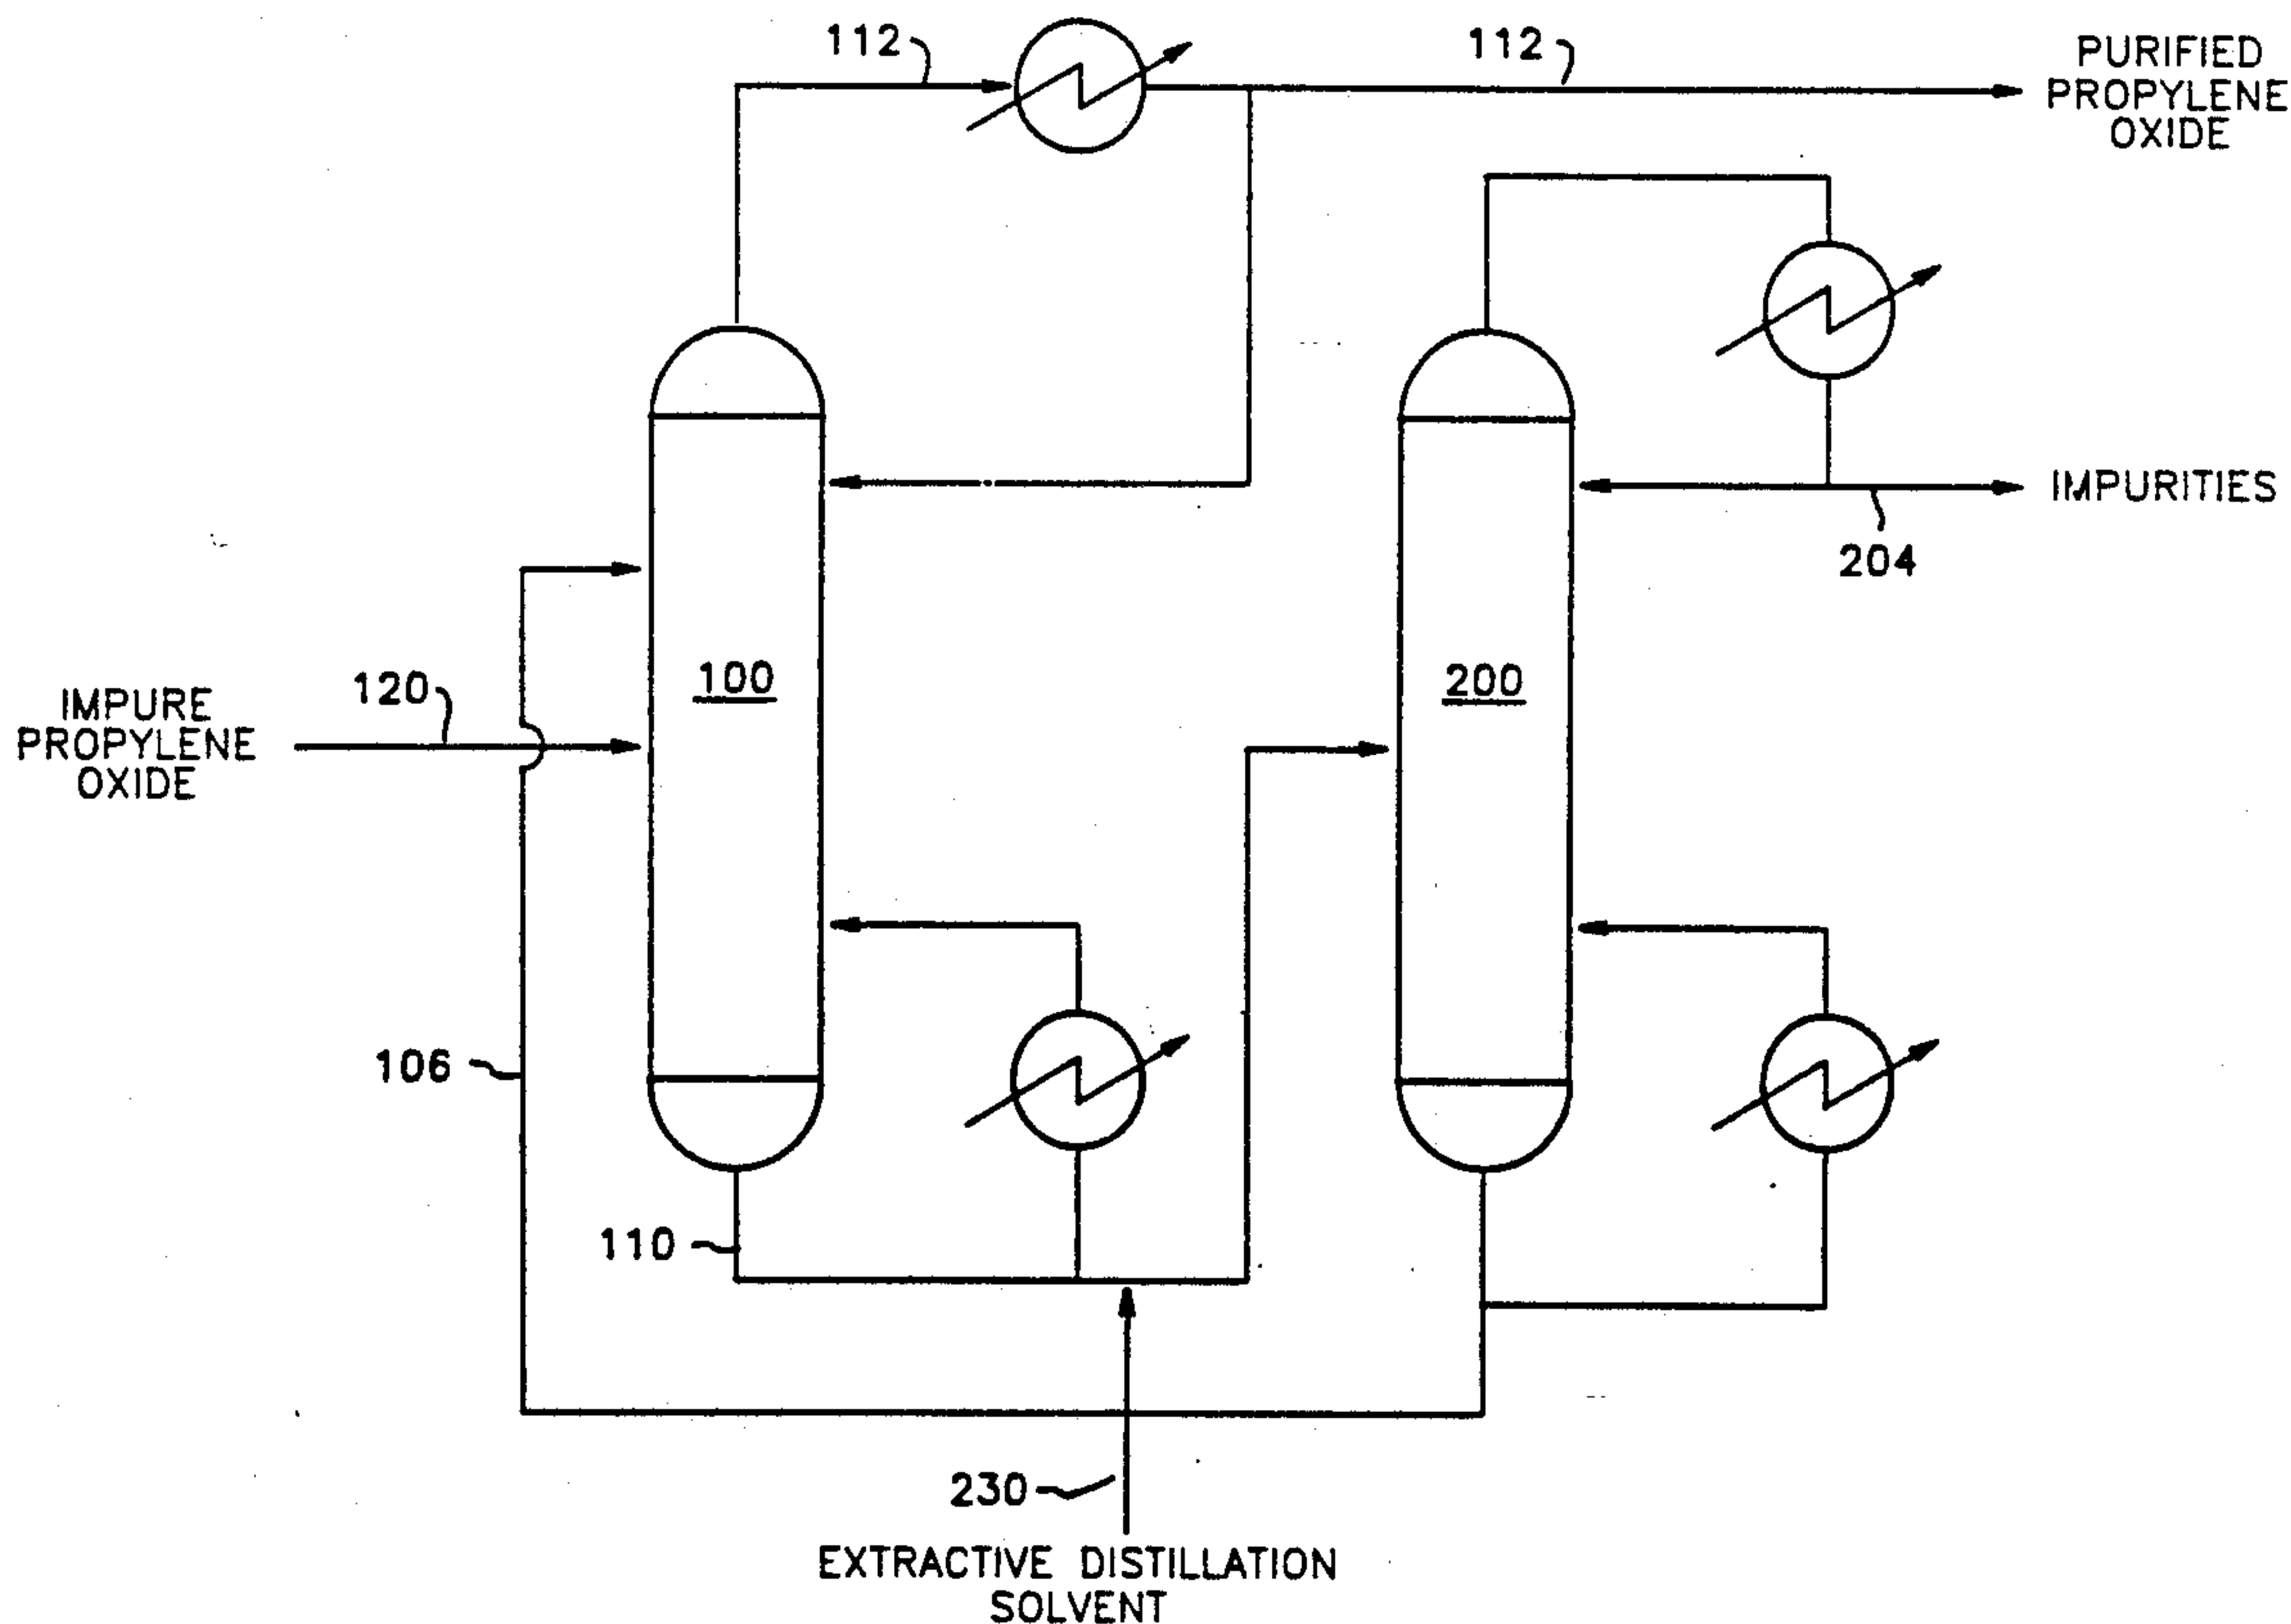 112
112
PURIFIED
PROPYLENE
OXIDE
IMPURITIES
204
100
200
120
IMPURE
PROPYLENE
OXIDE
106
110
230
EXTRACTIVE DISTILLATION
SOLVENT